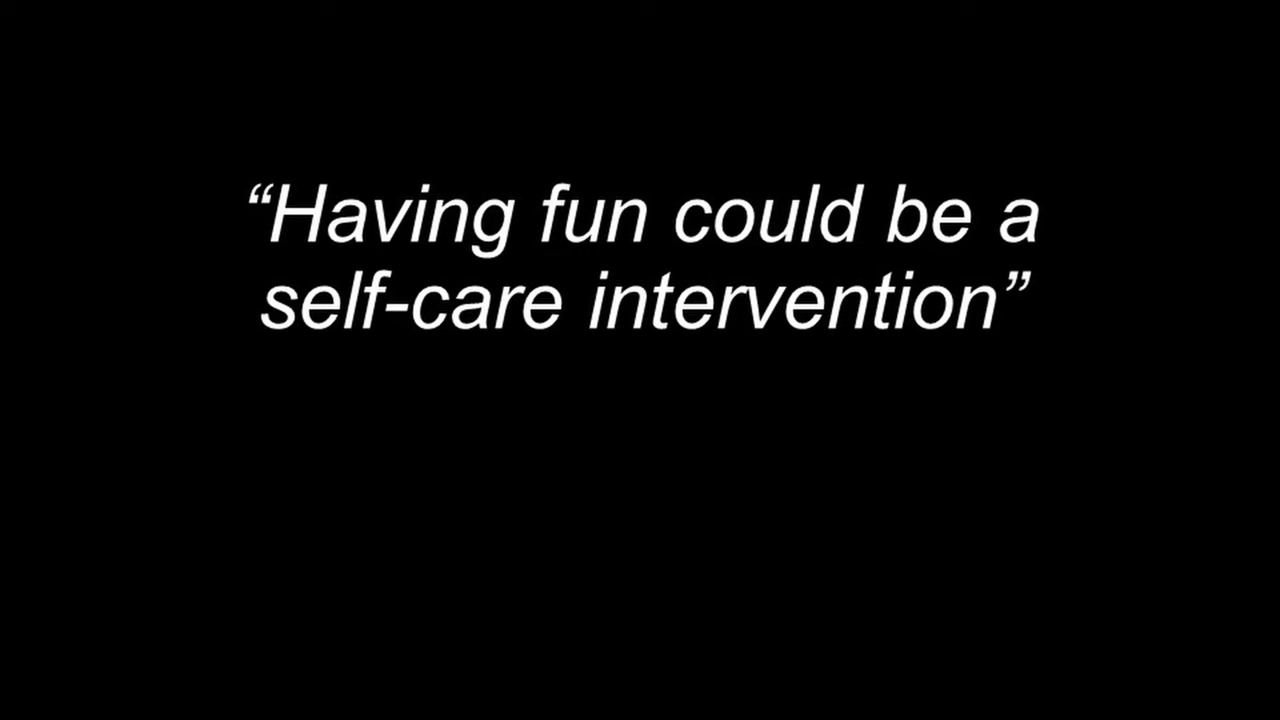 “Having fun could be a
self-care intervention”